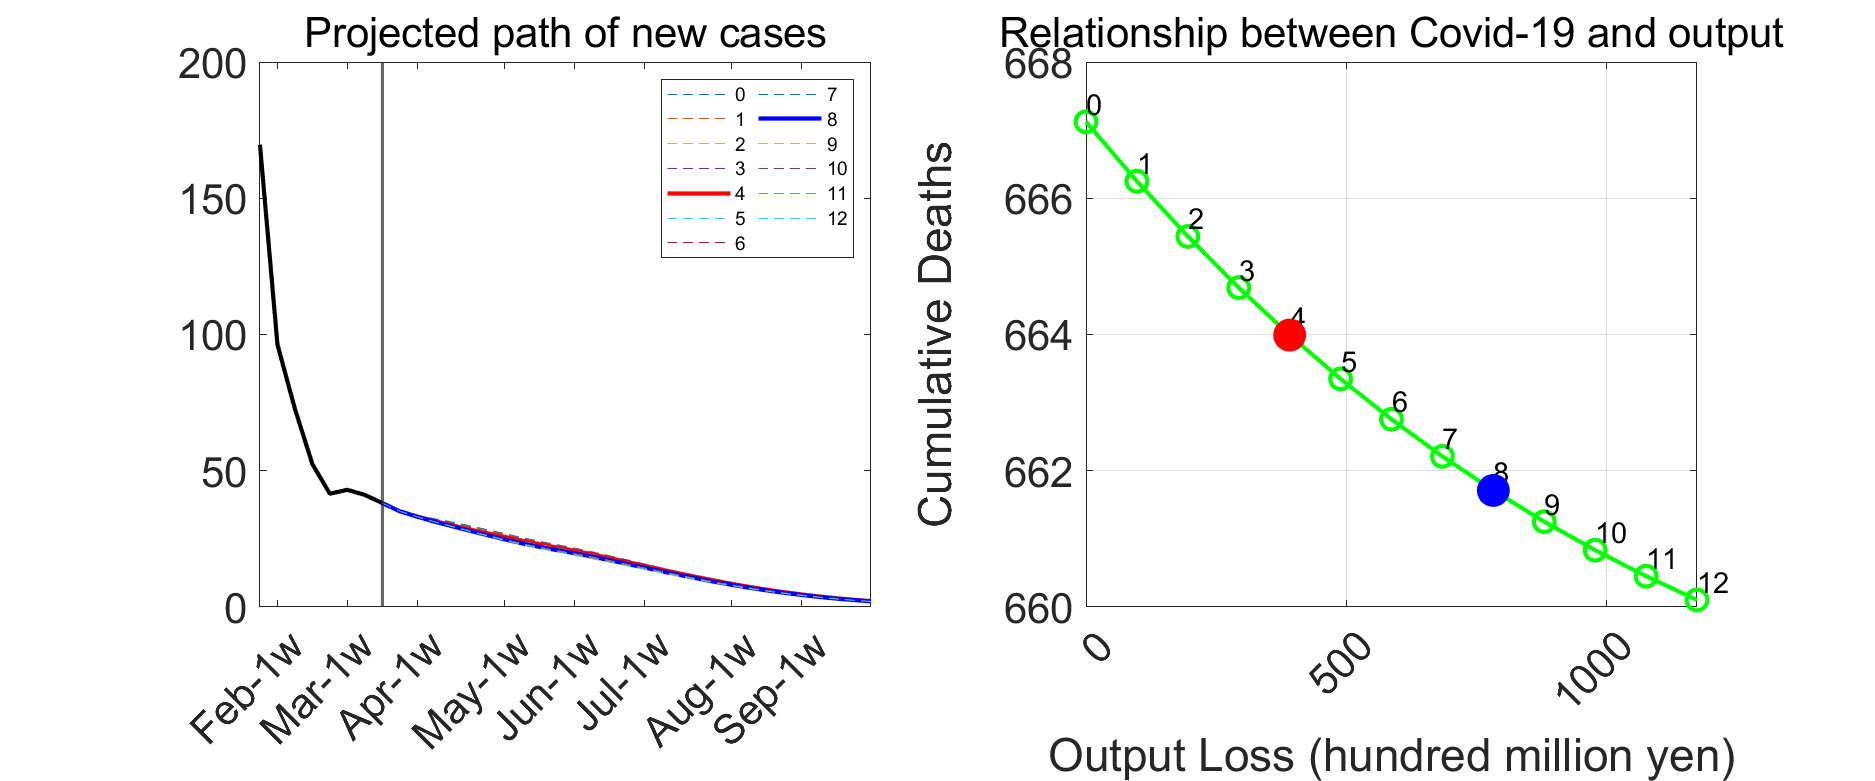 Projected path of new cases
200
150
100
50
0
Feb-1w
Mar-1w
Apr-1w
May-1w
Jun-1w
Jul-1w
Aug-1w
Sep-1w
0 7
1 8
2 9
3 10
4 11
5 12
6
Relationship between Covid-19 and output
Cumulative Deaths
668
666
664
662
660
0
1
2
3
4
5
6
7
8
9
10
11
12
0
500
1000
Output Loss (hundred million yen)